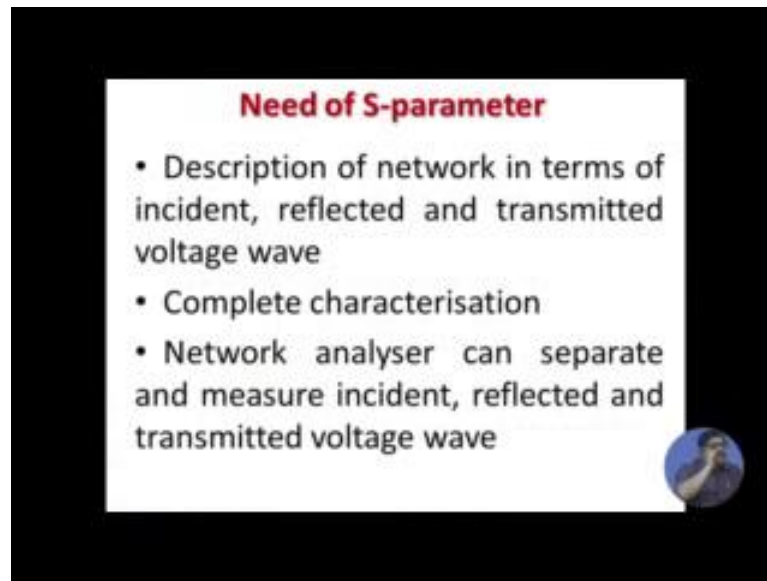 Need of S-parameter
• Description of network in terms of
incident, reflected and transmitted
voltage wave
• Complete characterisation
• Network analyser can separate
and measure incident, reflected and
transmitted voltage wave